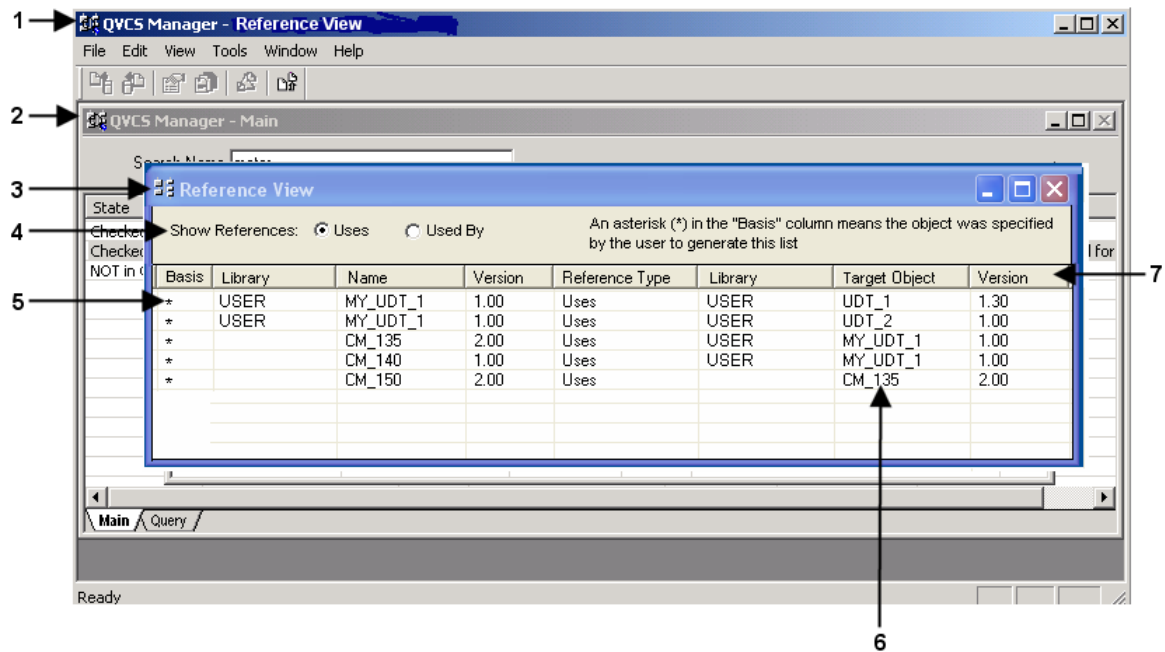 1
QVCS Manager - Reference View
File Edit View Tools Window Help
2
QVCS Manager - Main
Search Name
3
Reference View
State
4
Show References: Uses Used By
An asterisk (*) in the "Basis" column means the object was specified
by the user to generate this list
Checked
Checked
l for
NOT in
7
Basis Library Name Version Reference Type Library Target Object Version
5
* USER MY_UDT_1 1.00 Uses USER UDT_1 1.30
* USER MY_UDT_1 1.00 Uses USER UDT_2 1.00
* CM_135 2.00 Uses USER MY_UDT_1 1.00
* CM_140 1.00 Uses USER MY_UDT_1 1.00
* CM_150 2.00 Uses CM_135 2.00
Main Query
Ready
6